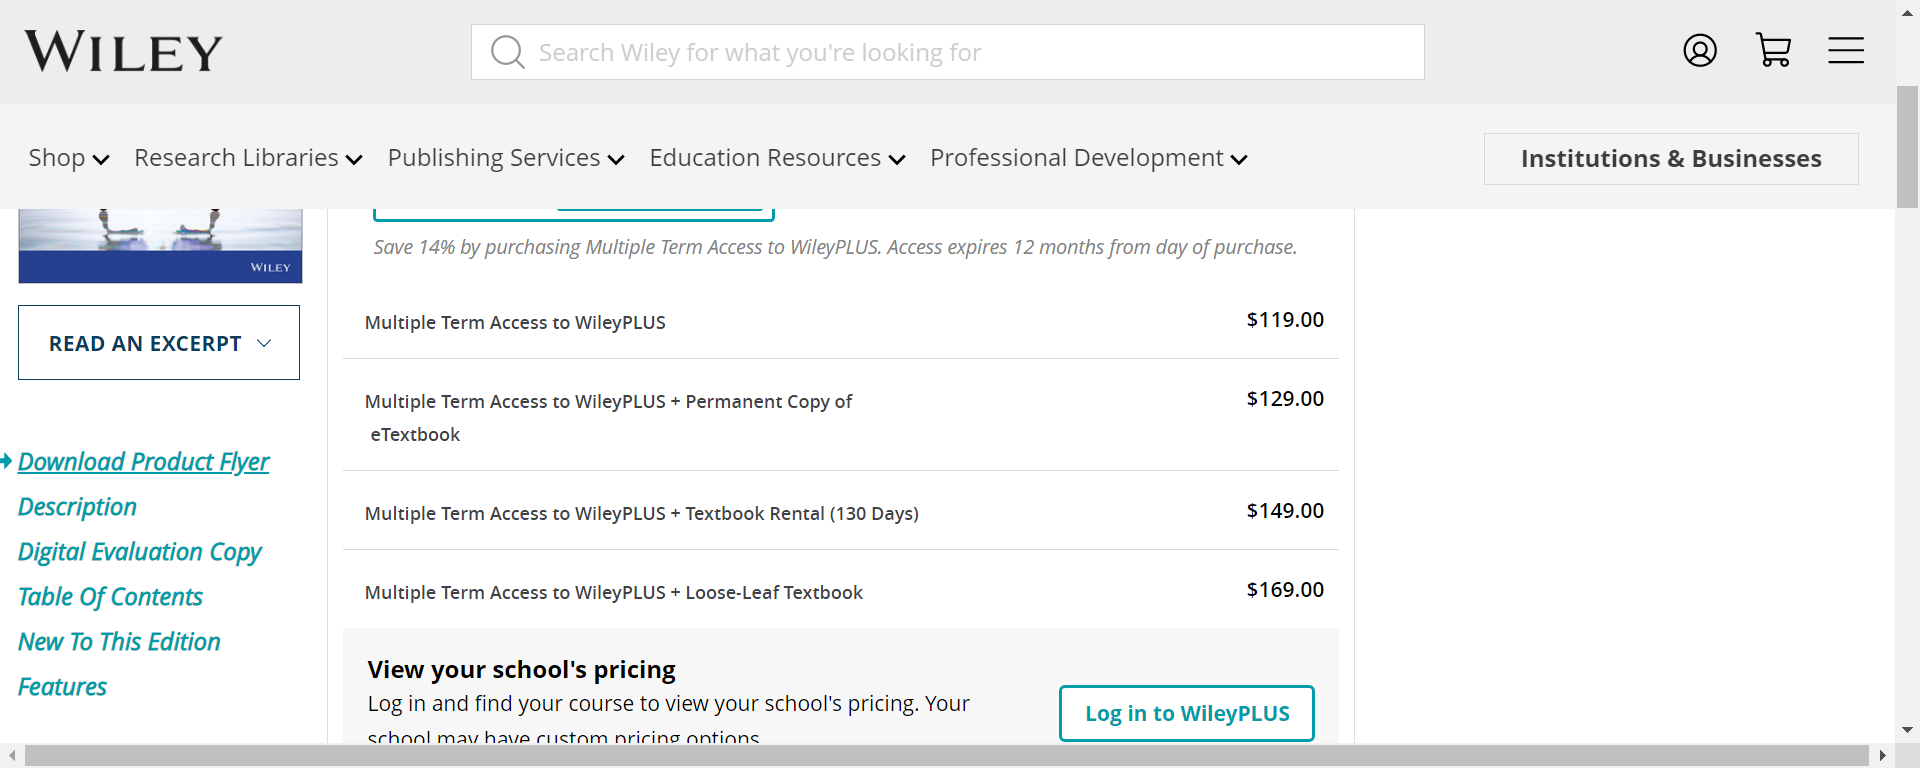 WILEY
Search Wiley for what you're looking for
Shop
Research Libraries
Publishing Services
Education Resources
Professional Development
Institutions & Businesses
WILEY
READ AN EXCERPT
Download Product Flyer
Description
Digital Evaluation Copy
Table Of Contents
New To This Edition
Features
Save 14% by purchasing Multiple Term Access to WileyPLUS. Access expires 12 months from day of purchase.
Multiple Term Access to WileyPLUS
$119.00
Multiple Term Access to WileyPLUS + Permanent Copy of
eTextbook
$129.00
Multiple Term Access to WileyPLUS + Textbook Rental (130 Days)
$149.00
Multiple Term Access to WileyPLUS + Loose-Leaf Textbook
$169.00
View your school's pricing
Log in and find your course to view your school's pricing. Your
school may have custom pricing options
Log in to WileyPLUS